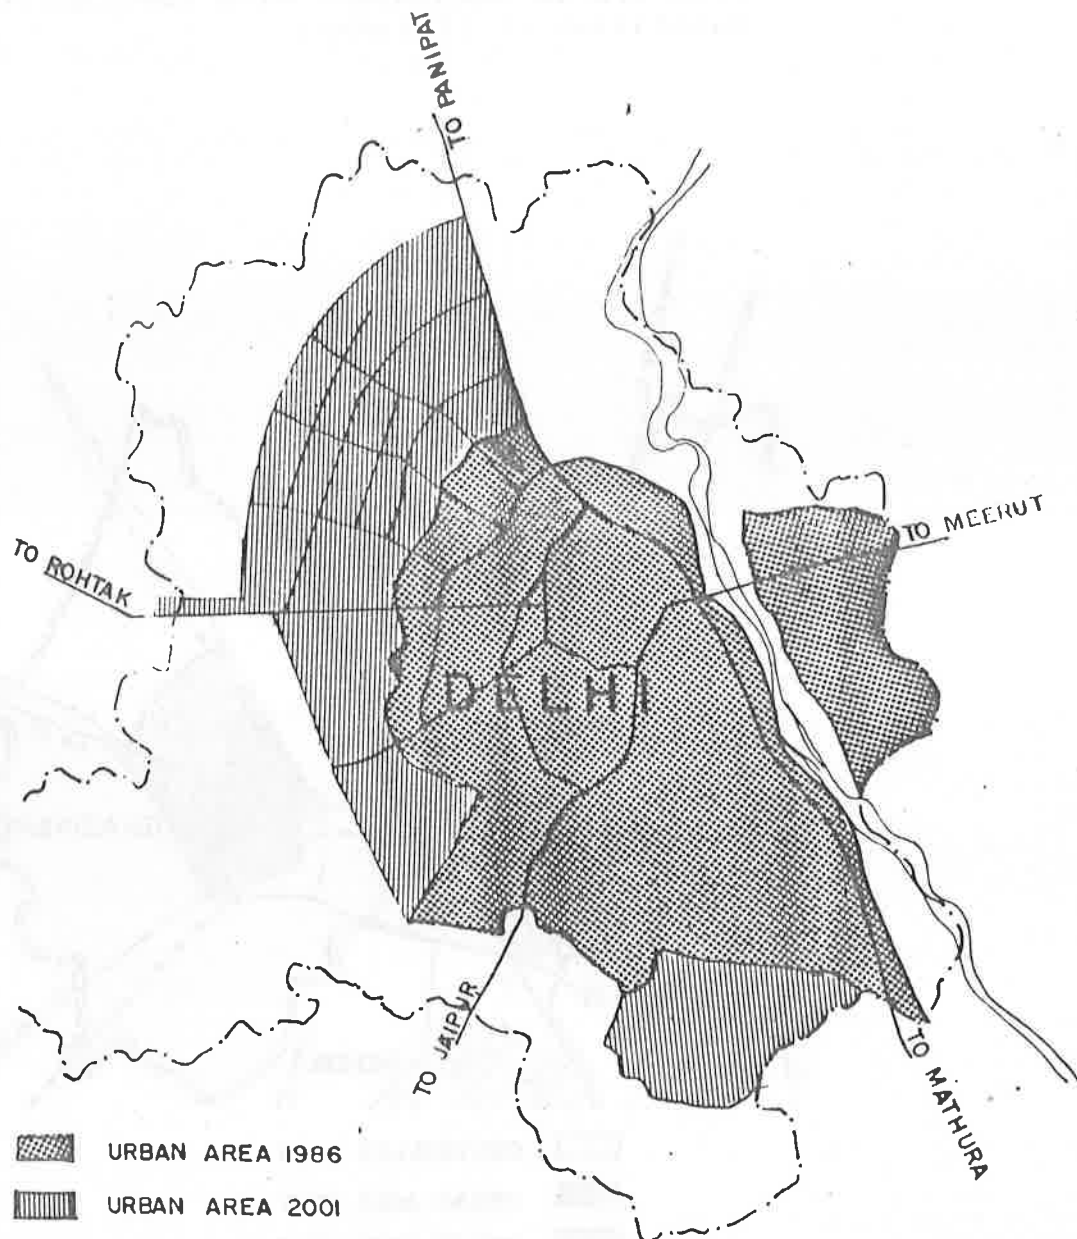 TO PANIPAT
TO MEERUT
TO ROHTAK
DELHI
TO JAIPUR
TO MATHURA
URBAN AREA 1986
URBAN AREA 2001